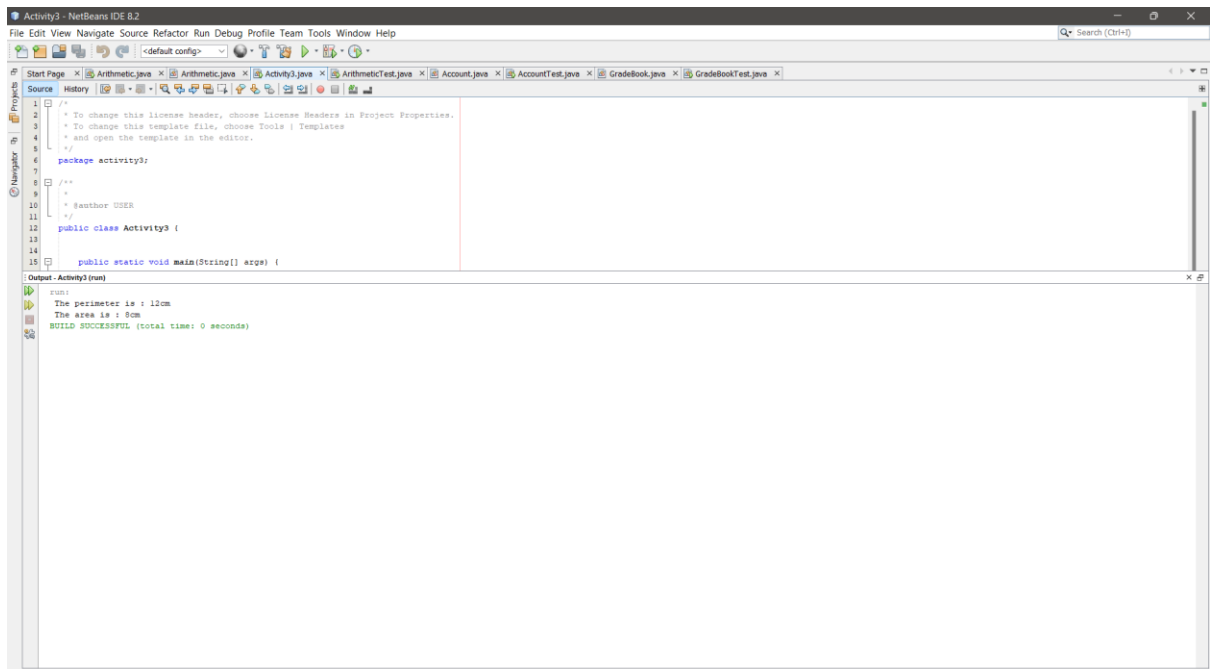 Activity3 - NetBeans IDE 8.2
File Edit View Navigate Source Refactor Run Debug Profile Team Tools Window Help
Search (Ctrl+I)
<default config>
Start Page Arithmetic.java Arithmetic.java Activity3.java ArithmeticTest.java Account.java AccountTest.java GradeBook.java GradeBookTest.java
Projects
Navigator
Source History
1 /*
2 * To change this license header, choose License Headers in Project Properties.
3 * To change this template file, choose Tools | Templates
4 * and open the template in the editor.
5 */
6 package activity3;
7
8 /**
9 *
10 * @author USER
11 */
12 public class Activity3 {
13
14
15 public static void main(String[] args) {
Output - Activity3 (run)
run:
The perimeter is : 12cm
The area is : 8cm
BUILD SUCCESSFUL (total time: 0 seconds)